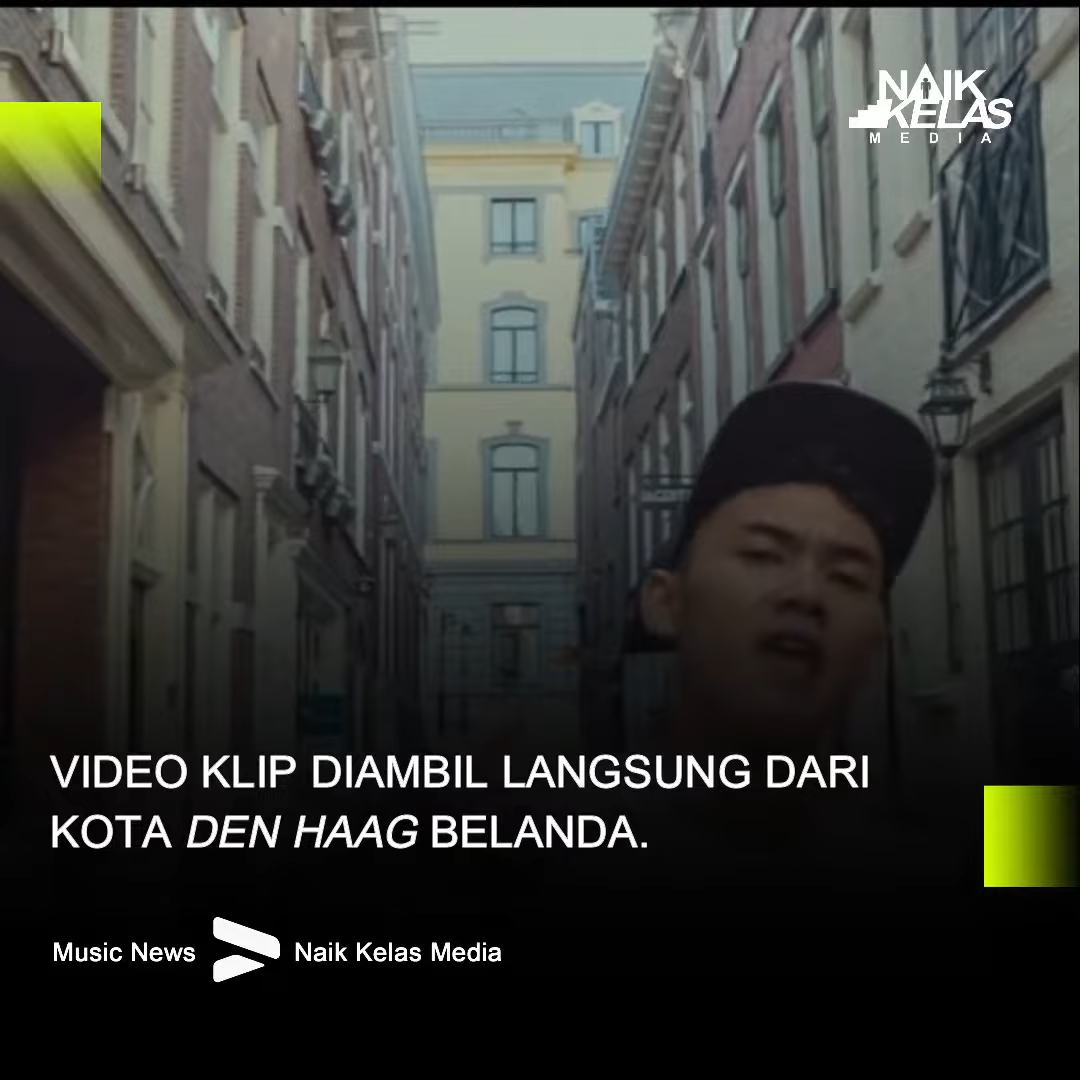 NAIK
KELAS
MEDIA
VIDEO KLIP DIAMBIL LANGSUNG DARI
KOTA DEN HAAG BELANDA.
Music News
Naik Kelas Media